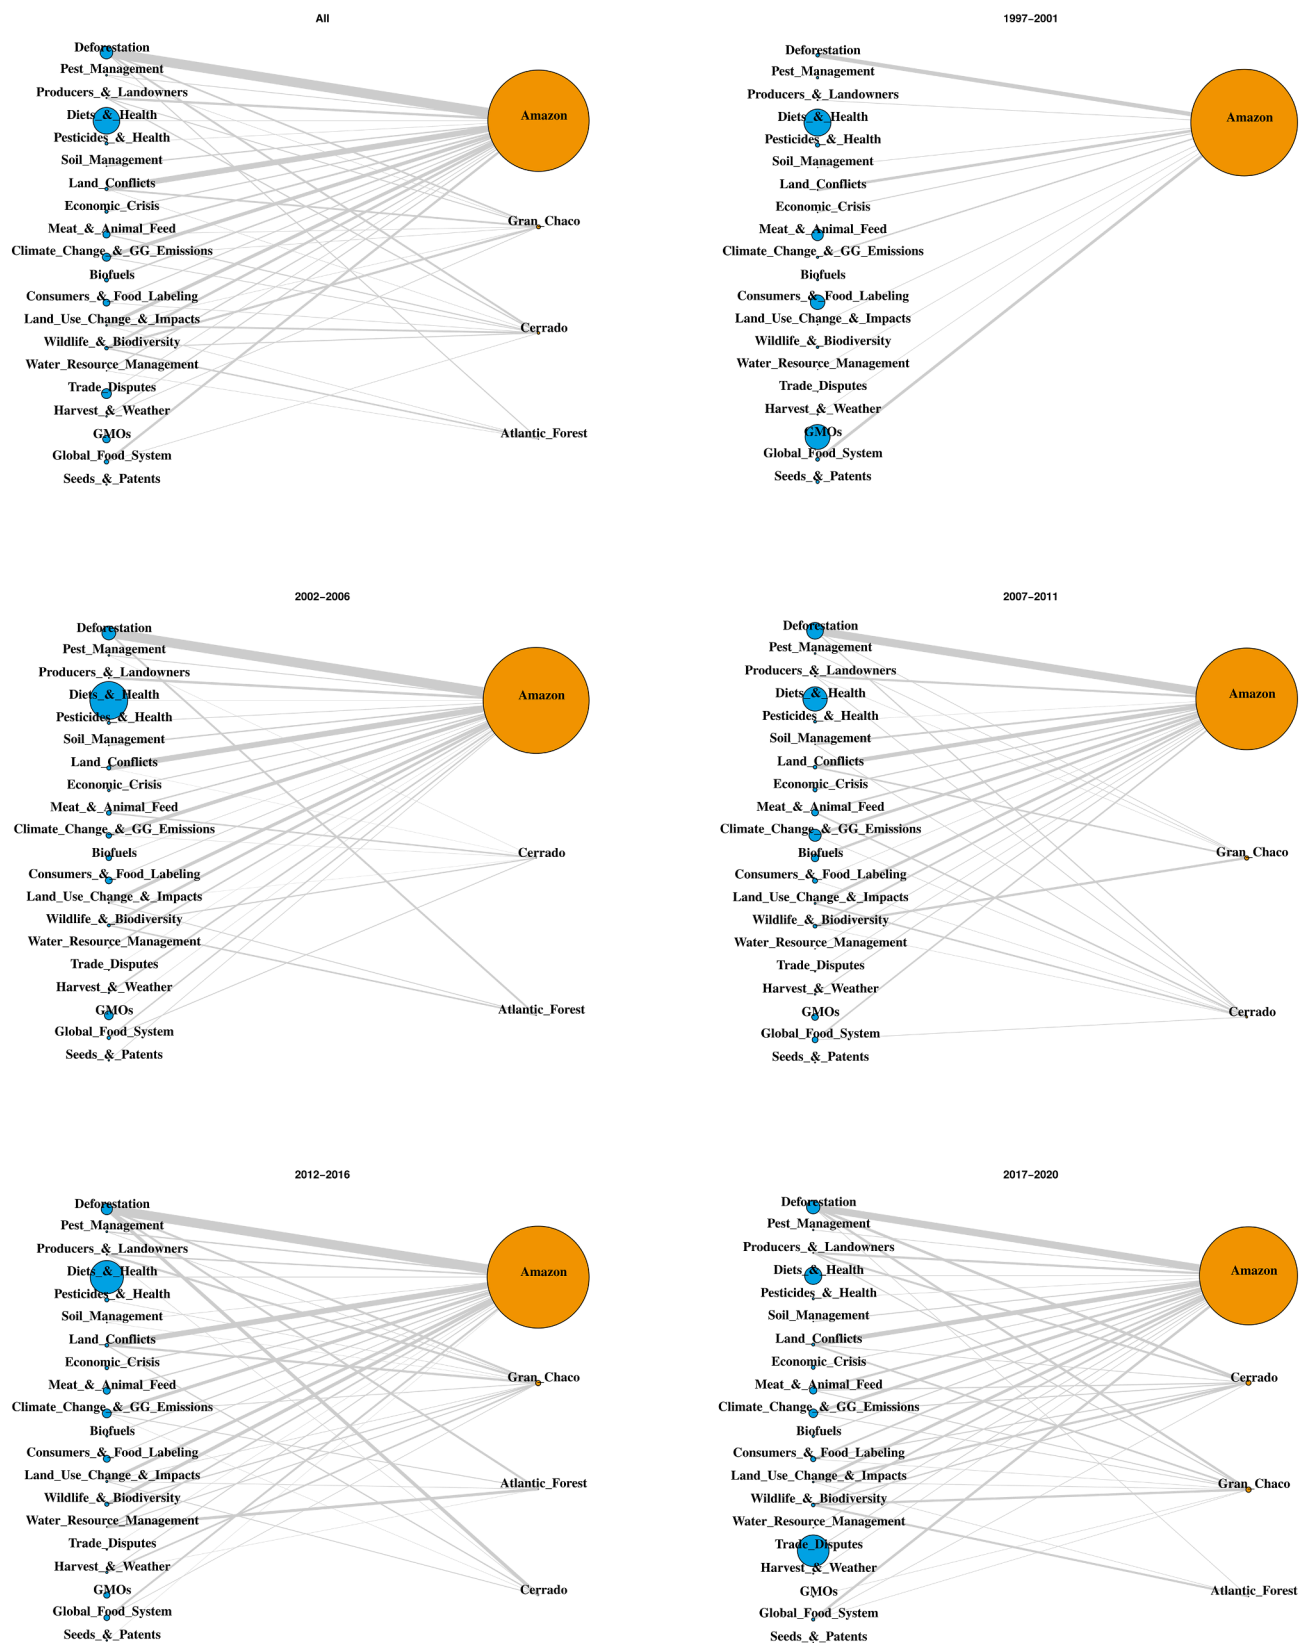 All
Deforestation
Pest_Management
Producers_&_Landowners
Diets_&_Health
Pesticides_&_Health
Soil_Management
Land_Conflicts
Economic_Crisis
Meat_&_Animal_Feed
Climate_Change_&_GG_Emissions
Biofuels
Consumers_&_Food_Labeling
Land_Use_Change_&_Impacts
Wildlife_&_Biodiversity
Water_Resource_Management
Trade_Disputes
Harvest_&_Weather
GMOs
Global_Food_System
Seeds_&_Patents
Amazon
Gran_Chaco
Cerrado
Atlantic_Forest
1997−2001
Deforestation
Pest_Management
Producers_&_Landowners
Diets_&_Health
Pesticides_&_Health
Soil_Management
Land_Conflicts
Economic_Crisis
Meat_&_Animal_Feed
Climate_Change_&_GG_Emissions
Biofuels
Consumers_&_Food_Labeling
Land_Use_Change_&_Impacts
Wildlife_&_Biodiversity
Water_Resource_Management
Trade_Disputes
Harvest_&_Weather
GMOs
Global_Food_System
Seeds_&_Patents
Amazon
2002−2006
Deforestation
Pest_Management
Producers_&_Landowners
Diets_&_Health
Pesticides_&_Health
Soil_Management
Land_Conflicts
Economic_Crisis
Meat_&_Animal_Feed
Climate_Change_&_GG_Emissions
Biofuels
Consumers_&_Food_Labeling
Land_Use_Change_&_Impacts
Wildlife_&_Biodiversity
Water_Resource_Management
Trade_Disputes
Harvest_&_Weather
GMOs
Global_Food_System
Seeds_&_Patents
Amazon
Cerrado
Atlantic_Forest
2007−2011
Deforestation
Pest_Management
Producers_&_Landowners
Diets_&_Health
Pesticides_&_Health
Soil_Management
Land_Conflicts
Economic_Crisis
Meat_&_Animal_Feed
Climate_Change_&_GG_Emissions
Biofuels
Consumers_&_Food_Labeling
Land_Use_Change_&_Impacts
Wildlife_&_Biodiversity
Water_Resource_Management
Trade_Disputes
Harvest_&_Weather
GMOs
Global_Food_System
Seeds_&_Patents
Amazon
Gran_Chaco
Cerrado
2012−2016
Deforestation
Pest_Management
Producers_&_Landowners
Diets_&_Health
Pesticides_&_Health
Soil_Management
Land_Conflicts
Economic_Crisis
Meat_&_Animal_Feed
Climate_Change_&_GG_Emissions
Biofuels
Consumers_&_Food_Labeling
Land_Use_Change_&_Impacts
Wildlife_&_Biodiversity
Water_Resource_Management
Trade_Disputes
Harvest_&_Weather
GMOs
Global_Food_System
Seeds_&_Patents
Amazon
Gran_Chaco
Atlantic_Forest
Cerrado
2017−2020
Deforestation
Pest_Management
Producers_&_Landowners
Diets_&_Health
Pesticides_&_Health
Soil_Management
Land_Conflicts
Economic_Crisis
Meat_&_Animal_Feed
Climate_Change_&_GG_Emissions
Biofuels
Consumers_&_Food_Labeling
Land_Use_Change_&_Impacts
Wildlife_&_Biodiversity
Water_Resource_Management
Trade_Disputes
Harvest_&_Weather
GMOs
Global_Food_System
Seeds_&_Patents
Amazon
Cerrado
Gran_Chaco
Atlantic_Forest